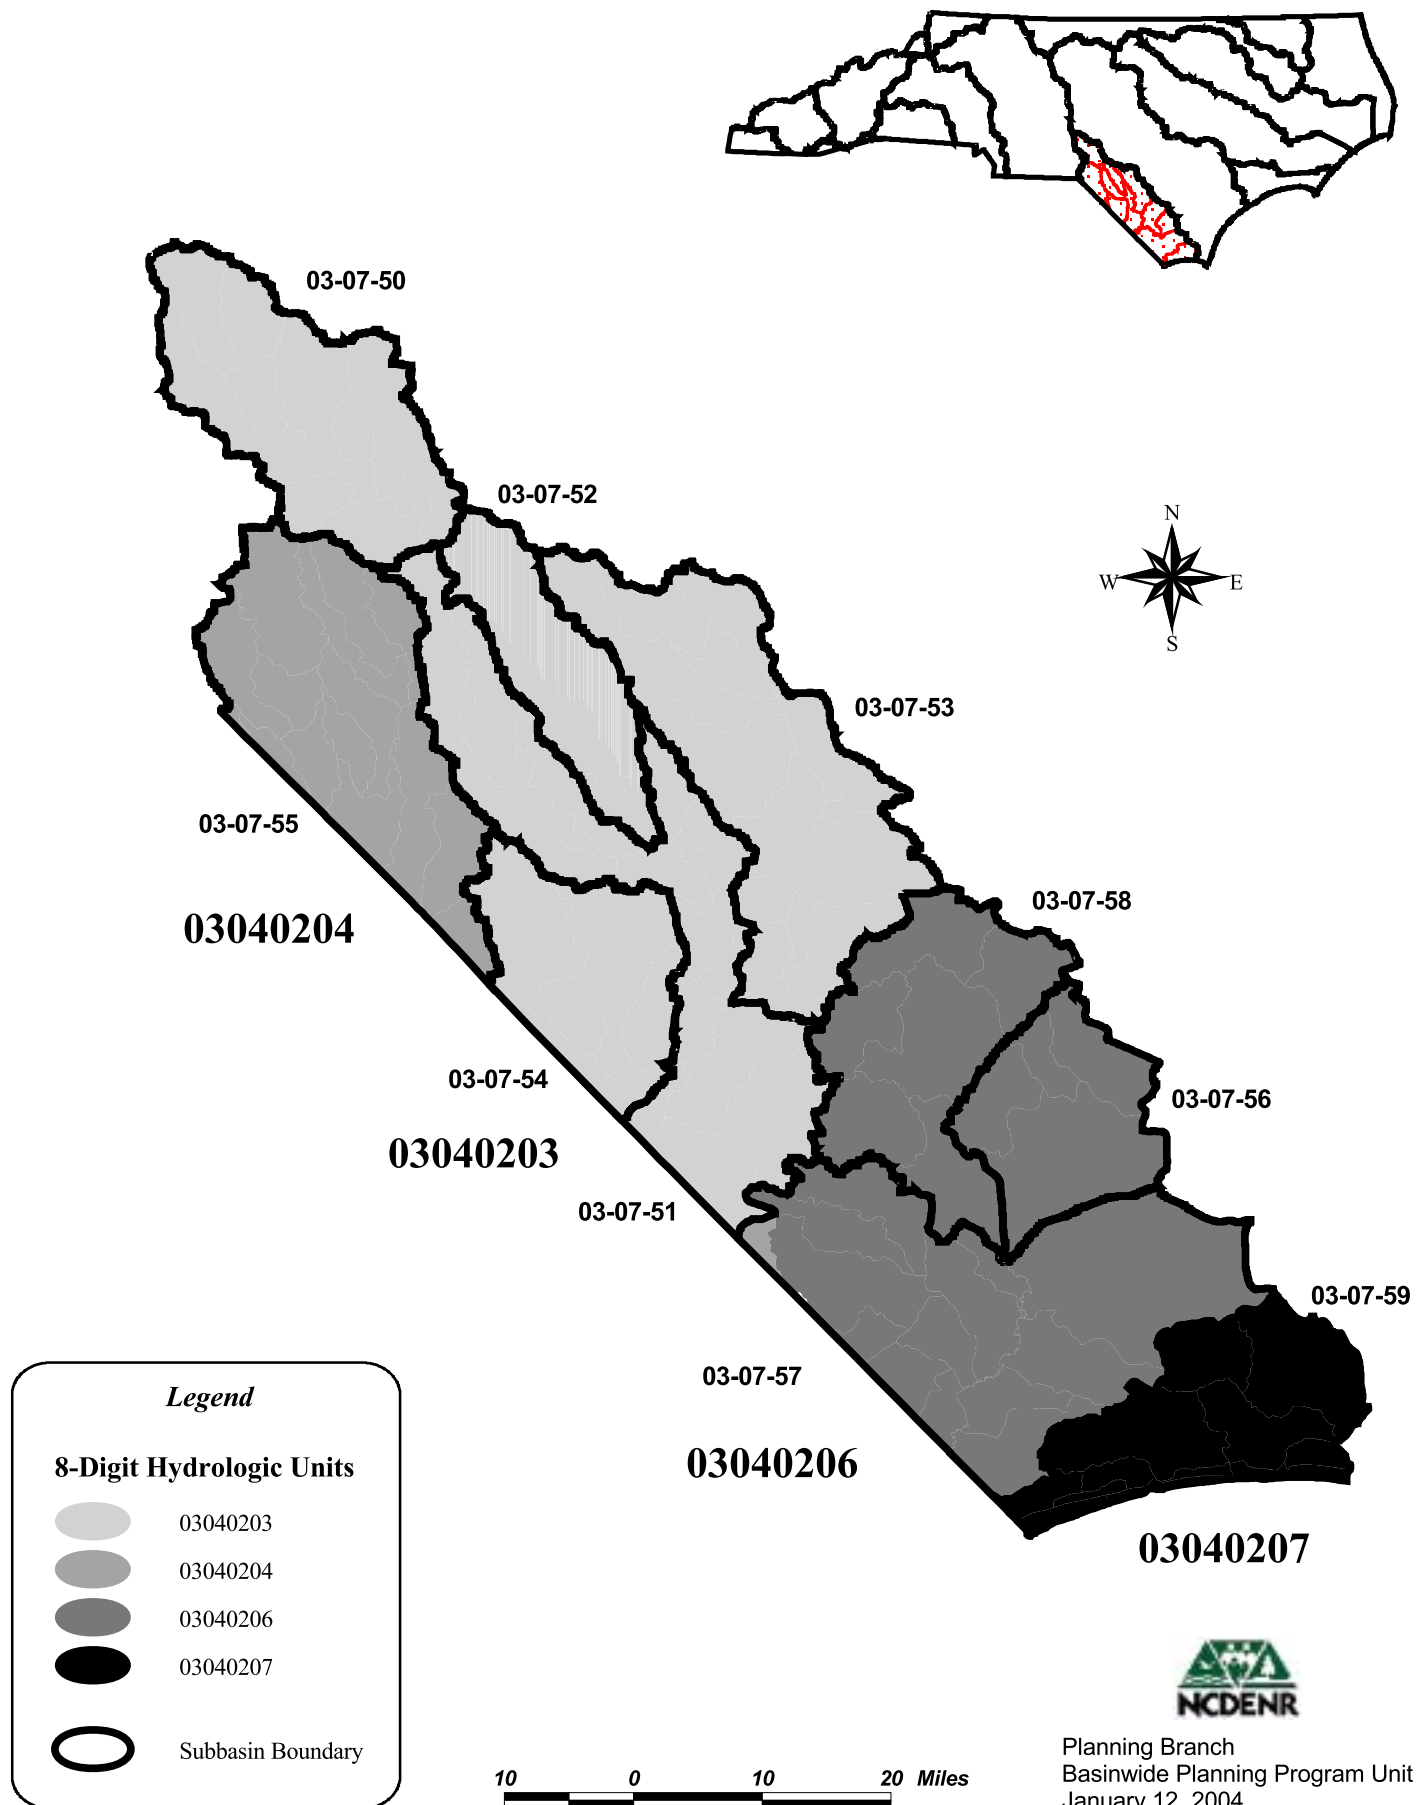 03-07-50
03-07-52
N
W
E
S
03-07-53
03-07-55
03-07-58
03040204
03-07-54
03-07-56
03040203
03-07-51
03-07-59
03-07-57
03040206
03040207
Legend
8-Digit Hydrologic Units
03040203
03040204
03040206
03040207
Subbasin Boundary
10 0 10 20 Miles
NCDENR
Planning Branch
Basinwide Planning Program Unit
January 12, 2004